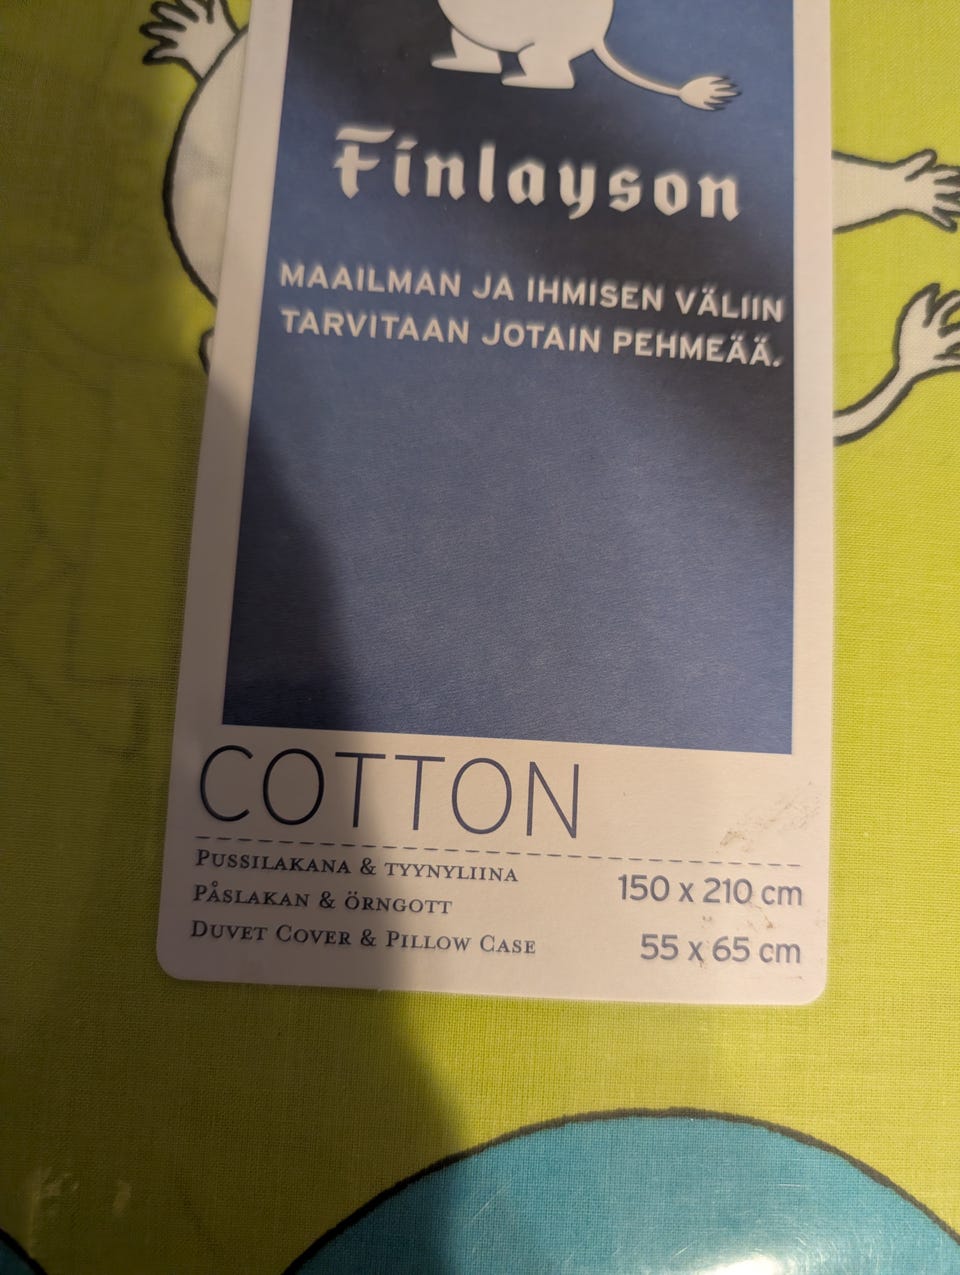 Finlayson
MAAILMAN JA IHMISEN VÄLIIN
TARVITAAN JOTAIN PEHMEÄÄ.
COTTON
PUSSILAKANA & TYYNYLIINA
PÅSLAKAN & ÖRNGOTT
DUVET COVER & PILLOW CASE
150 x 210 cm
55 x 65 cm